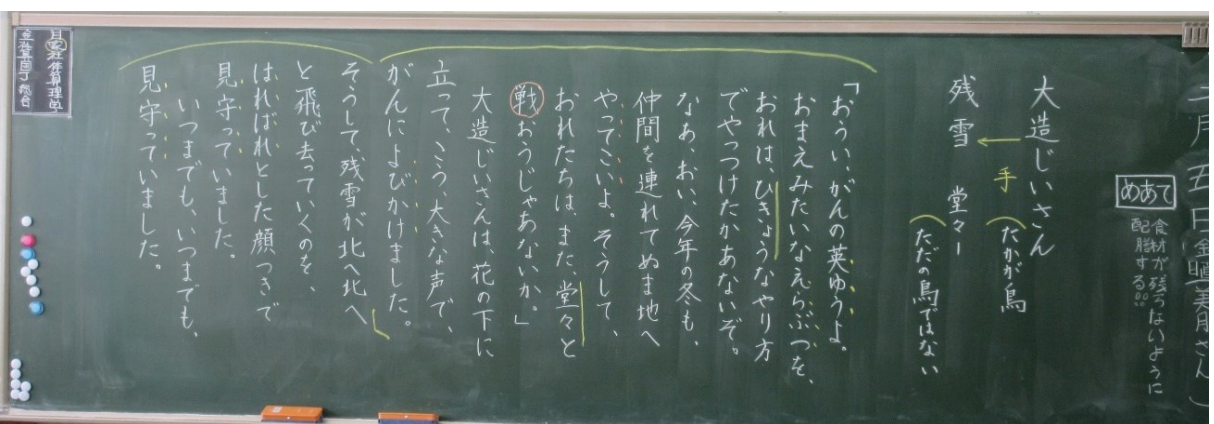 二月五日(金曜)
めあて
食材が残らはいように
配膳する!!
大造じいさん
手
たかが鳥
残雪 堂々
ただの鳥ではない
「おうい、がんの英ゆうよ。
おまえみたいなえらぶつを、
おれは、ひきょうなやり方
でやっつけたかあないぞ。
なあ、おい、今年の冬も、
仲間を連れてぬま地へ
やってこいよ。そうして、
おれたちは、また、堂々と
戦おうじゃあないか。」
大造じいさんは、花の下に
立って、こう、大きな声で、
がんによびかけました。
そうして、残雪が北へ北へ
と飛び去っていくのを、
はればれとした顔つきで
見守っていました。
いつまでも、いつまでも、
見守っていました。